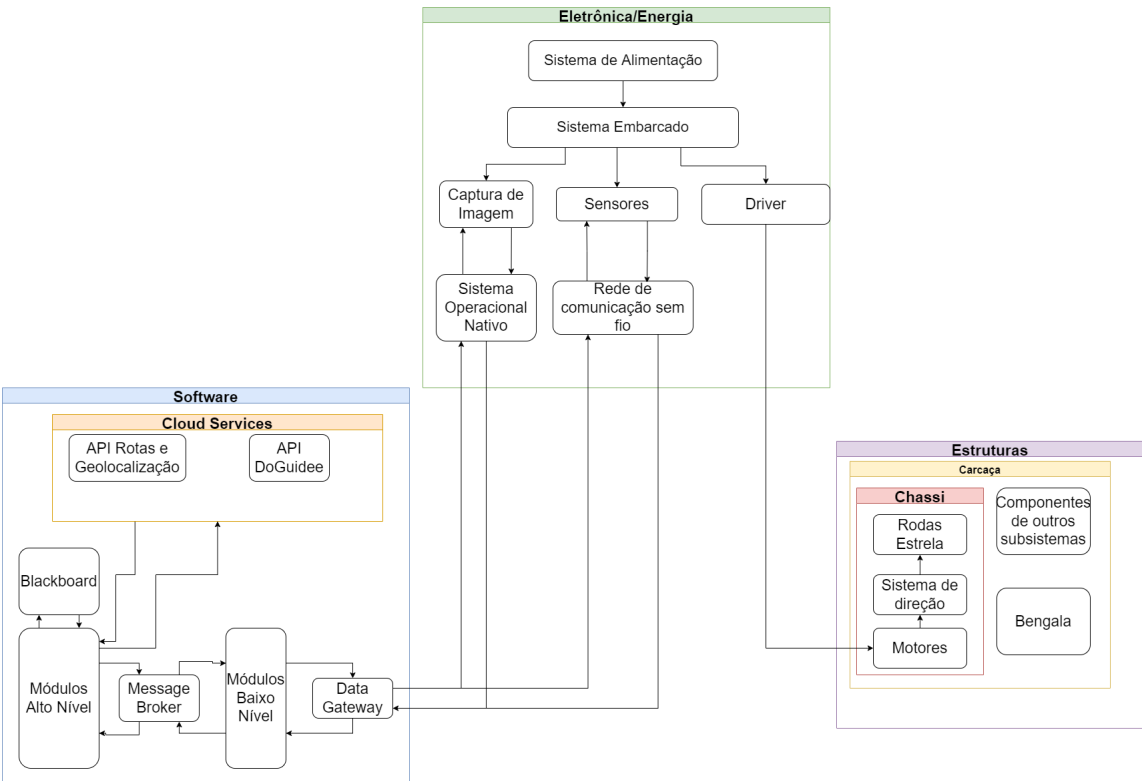 Eletrônica/Energia
Sistema de Alimentação
Sistema Embarcado
Captura de
Imagem
Sensores
Driver
Sistema
Operacional
Nativo
Rede de
comunicação sem
fio
Software
Cloud Services
API Rotas e
Geolocalização
API
DoGuidee
Blackboard
Módulos
Alto Nível
Message
Broker
Módulos
Baixo
Nível
Data
Gateway
Estruturas
Carcaça
Chassi
Rodas
Estrela
Sistema de
direção
Motores
Componentes
de outros
subsistemas
Bengala